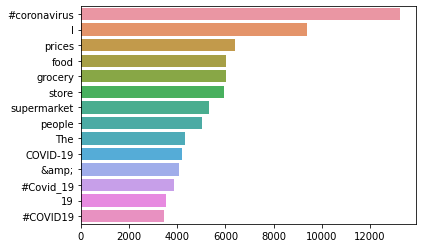 #coronavirus
I
prices
food
grocery
store
supermarket
people
The
COVID-19
&amp;
#Covid_19
19
#COVID19
0 2000 4000 6000 8000 10000 12000